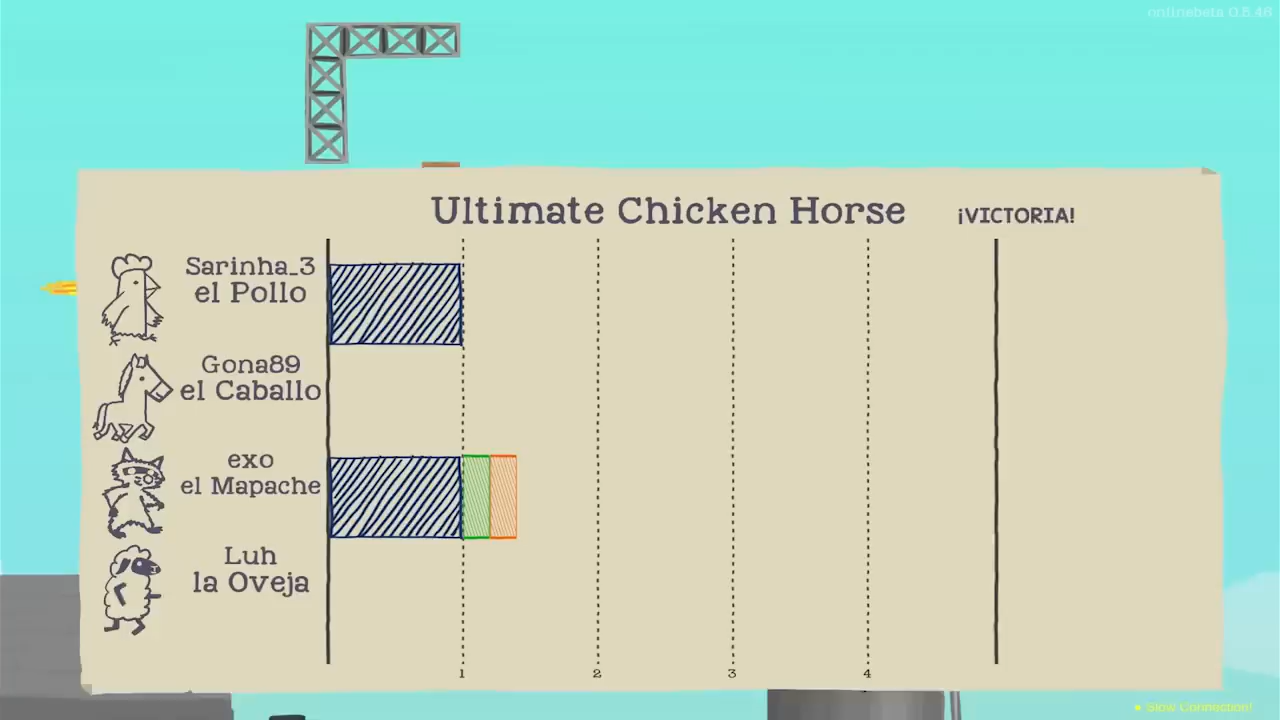 onlinebeta 0.5.46
Ultimate Chicken Horse
¡VICTORIA!
Sarinha_3
el Pollo
Gona89
el Caballo
exo
el Mapache
Luh
la Oveja
1 2 3 4
Slow Connection!